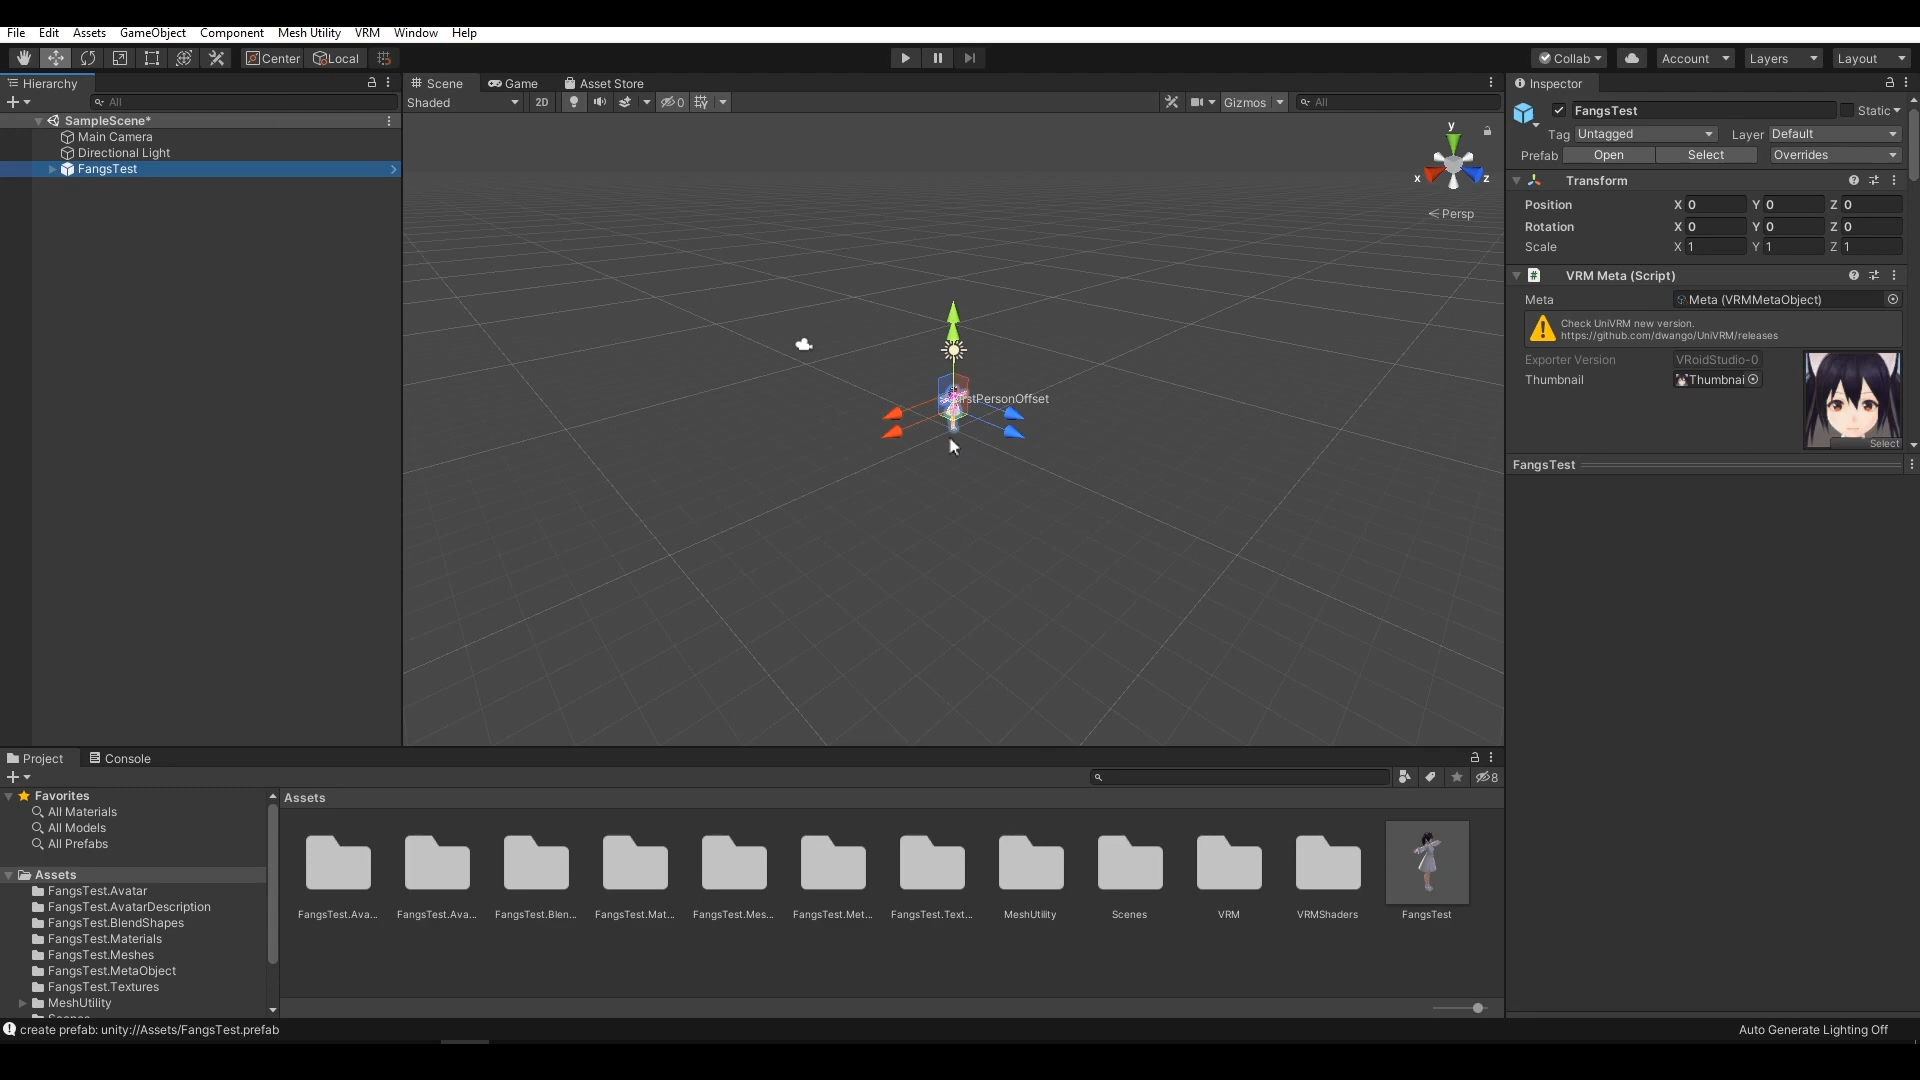 File Edit Assets GameObject Component Mesh Utility VRM Window Help
Center Local
Collab Account Layers Layout
Hierarchy
All
SampleScene*
Main Camera
Directional Light
FangsTest
Scene Game Asset Store
Shaded 2D 0 Gizmos All
y
x z
Persp
Inspector
FangsTest Static
Tag Untagged Layer Default
Prefab Open Select Overrides
Transform
Position X 0 Y 0 Z 0
Rotation X 0 Y 0 Z 0
Scale X 1 Y 1 Z 1
VRM Meta (Script)
Meta Meta (VRMMetaObject)
Check UniVRM new version.
https://github.com/dwango/UniVRM/releases
Exporter Version VRoidStudio-0
Thumbnail Thumbnai
Select
FangsTest
Project Console
8
Favorites
All Materials
All Models
All Prefabs
Assets
FangsTest.Avatar
FangsTest.AvatarDescription
FangsTest.BlendShapes
FangsTest.Materials
FangsTest.Meshes
FangsTest.MetaObject
FangsTest.Textures
MeshUtility
Assets
FangsTest.Ava... FangsTest.Ava... FangsTest.Blen... FangsTest.Mat... FangsTest.Mes... FangsTest.Met... FangsTest.Text... MeshUtility Scenes VRM VRMShaders FangsTest
create prefab: unity://Assets/FangsTest.prefab
Auto Generate Lighting Off